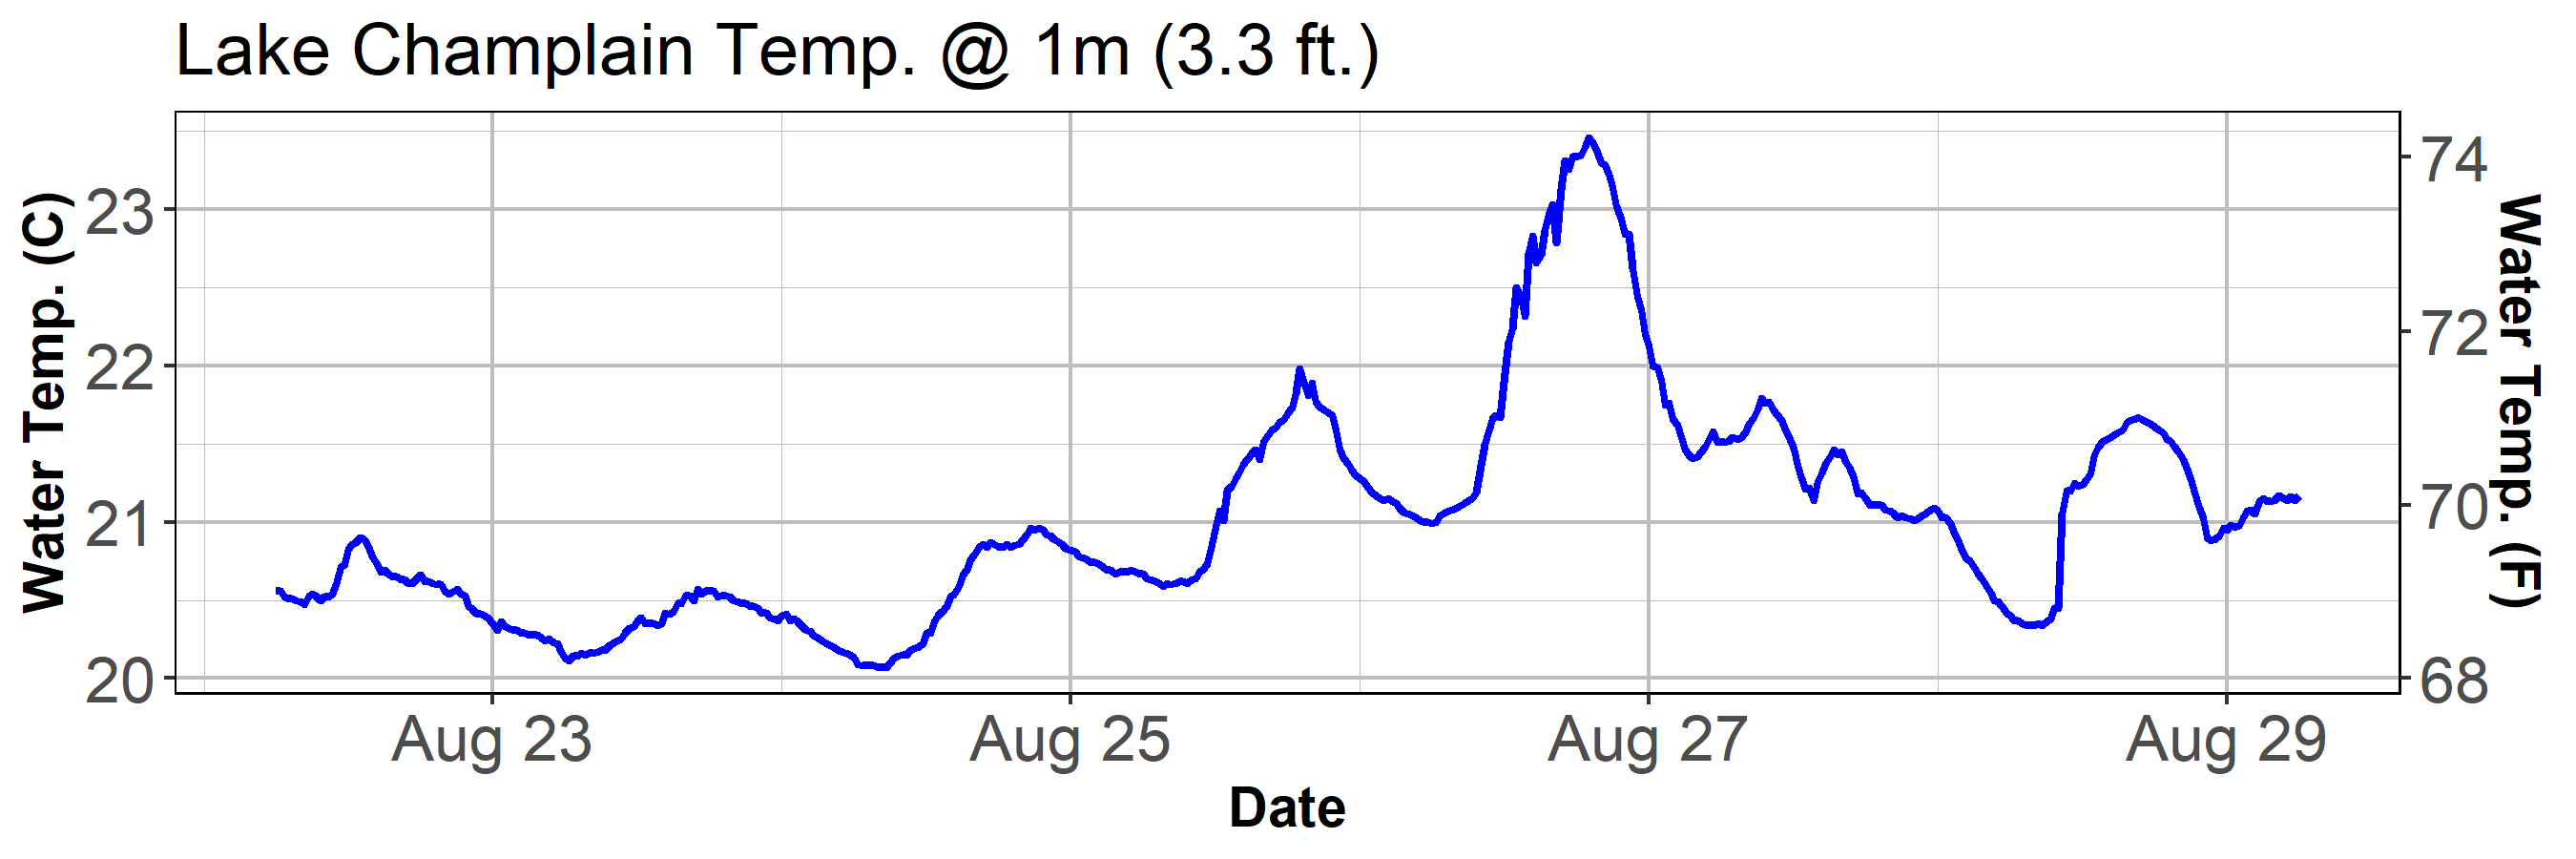 Lake Champlain Temp. @ 1m (3.3 ft.)
Water Temp. (C)
23
22
21
20
74
72
70
68
Water Temp. (F)
Aug 23
Aug 25
Aug 27
Aug 29
Date